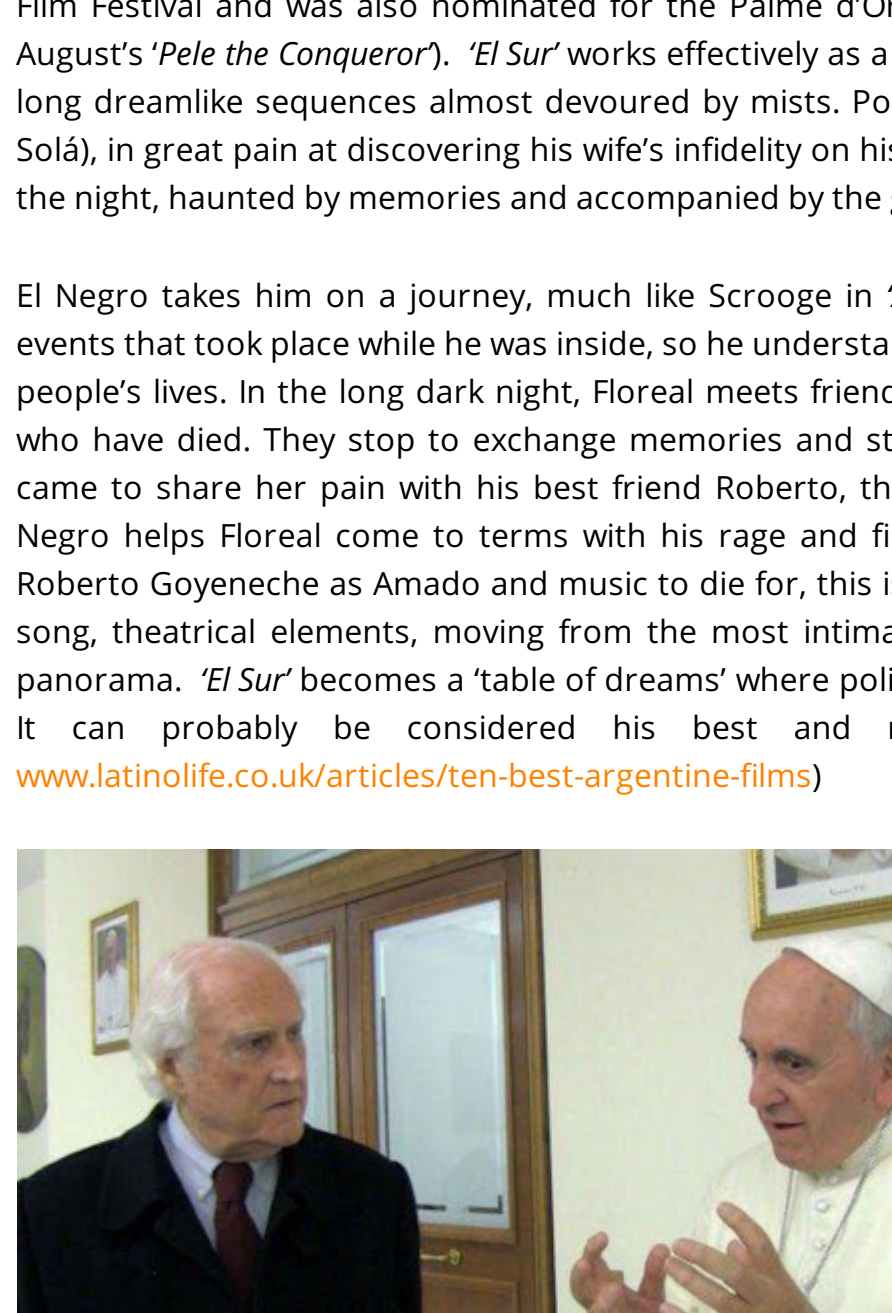 Film Festival and was also nominated for the Palme d'Or
August's 'Pele the Conqueror'). 'El Sur' works effectively as a
long dreamlike sequences almost devoured by mists. Po
Solá), in great pain at discovering his wife's infidelity on his
the night, haunted by memories and accompanied by the
El Negro takes him on a journey, much like Scrooge in
events that took place while he was inside, so he understa
people's lives. In the long dark night, Floreal meets friend
who have died. They stop to exchange memories and st
came to share her pain with his best friend Roberto, th
Negro helps Floreal come to terms with his rage and fi
Roberto Goyeneche as Amado and music to die for, this is
song, theatrical elements, moving from the most intima
panorama. 'El Sur' becomes a 'table of dreams' where poli
It can probably be considered his best and
www.latinolife.co.uk/articles/ten-best-argentine-films)